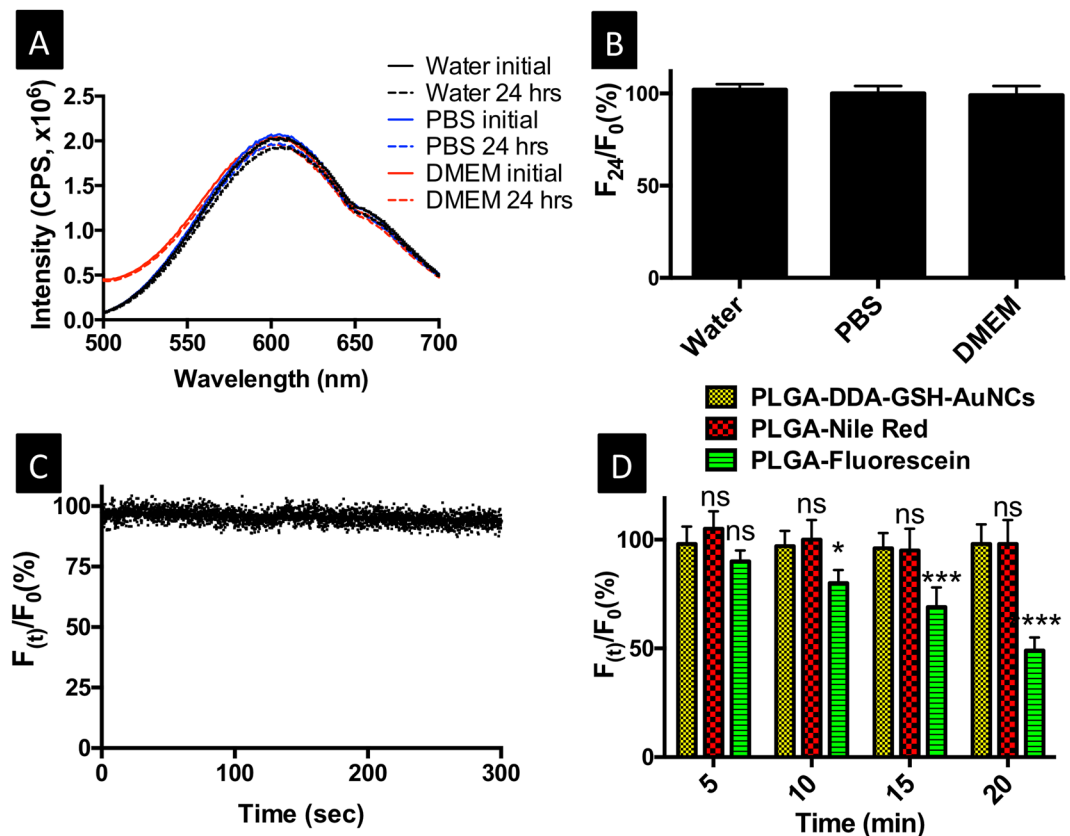 A
Water initial
Water 24 hrs
PBS initial
PBS 24 hrs
DMEM initial
DMEM 24 hrs
Intensity (CPS, x10⁶)
2.5
2.0
1.5
1.0
0.5
0.0
500
550
600
650
700
Wavelength (nm)
B
F₂₄/F₀(%)
100
50
0
Water
PBS
DMEM
C
F₍t₎/F₀(%)
100
75
50
25
0
0
100
200
300
Time (sec)
PLGA-DDA-GSH-AuNCs
PLGA-Nile Red
PLGA-Fluorescein
D
F₍t₎/F₀(%)
100
50
0
ns
ns
ns
*
ns
***
ns
****
5
10
15
20
Time (min)